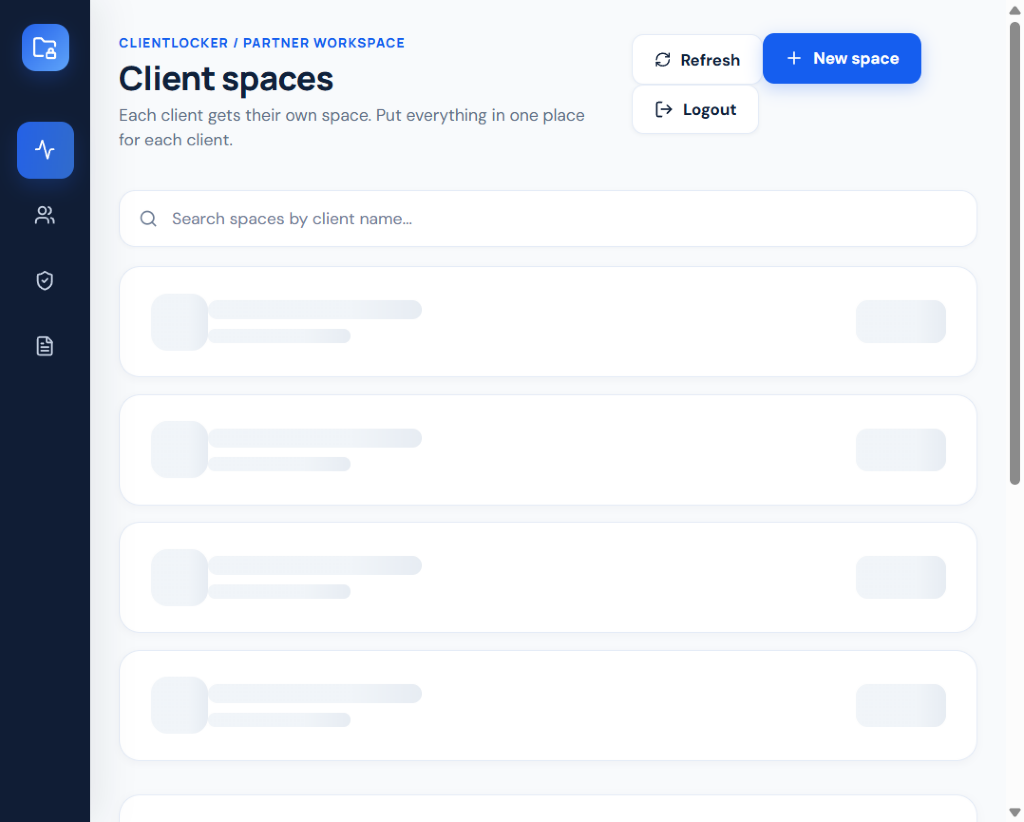 CLIENTLOCKER / PARTNER WORKSPACE
Client spaces
Each client gets their own space. Put everything in one place
for each client.
Refresh
New space
Logout
Search spaces by client name...